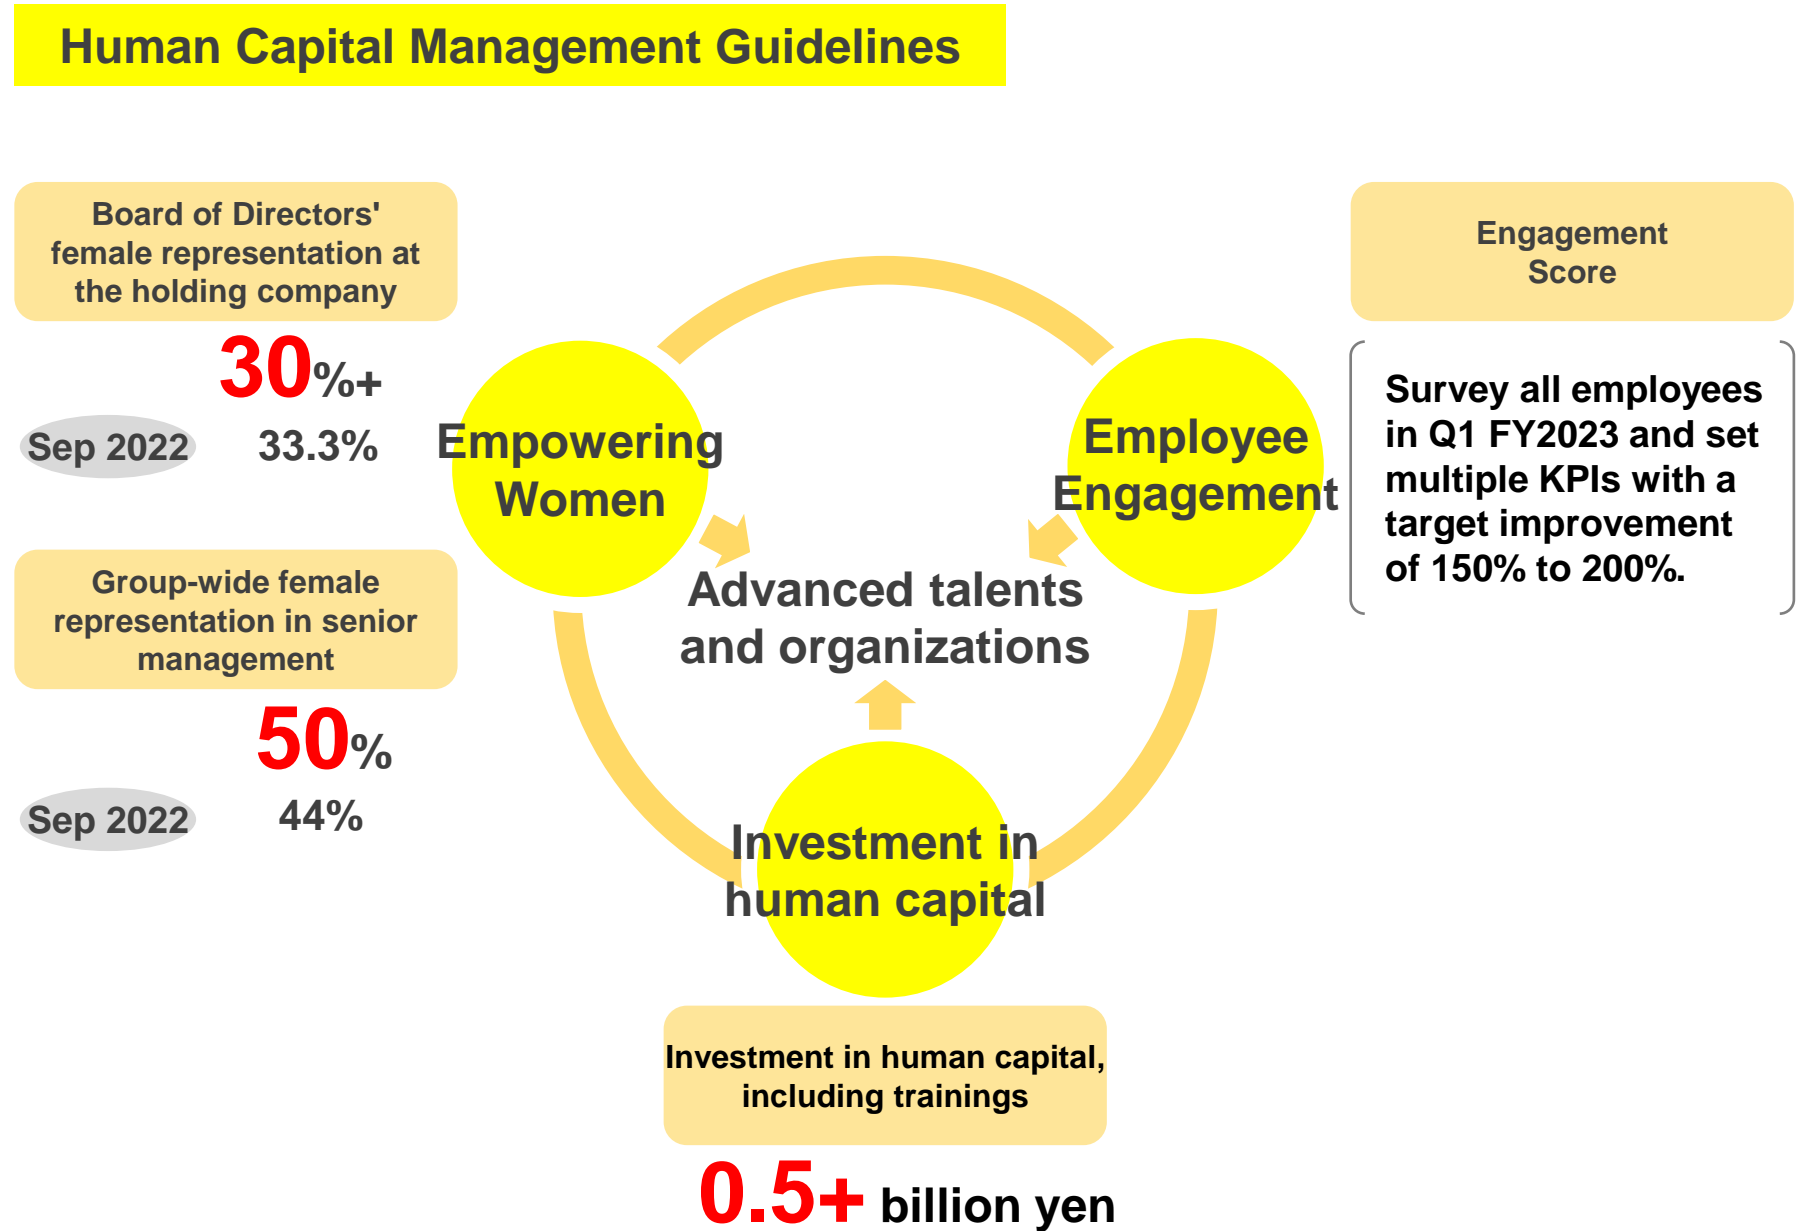 Human Capital Management Guidelines
Board of Directors'
female representation at
the holding company
30%+
Sep 2022 33.3%
Group-wide female
representation in senior
management
50%
Sep 2022 44%
Empowering
Women
Employee
Engagement
Advanced talents
and organizations
Investment in
human capital
Engagement
Score
Survey all employees
in Q1 FY2023 and set
multiple KPIs with a
target improvement
of 150% to 200%.
Investment in human capital,
including trainings
0.5+ billion yen